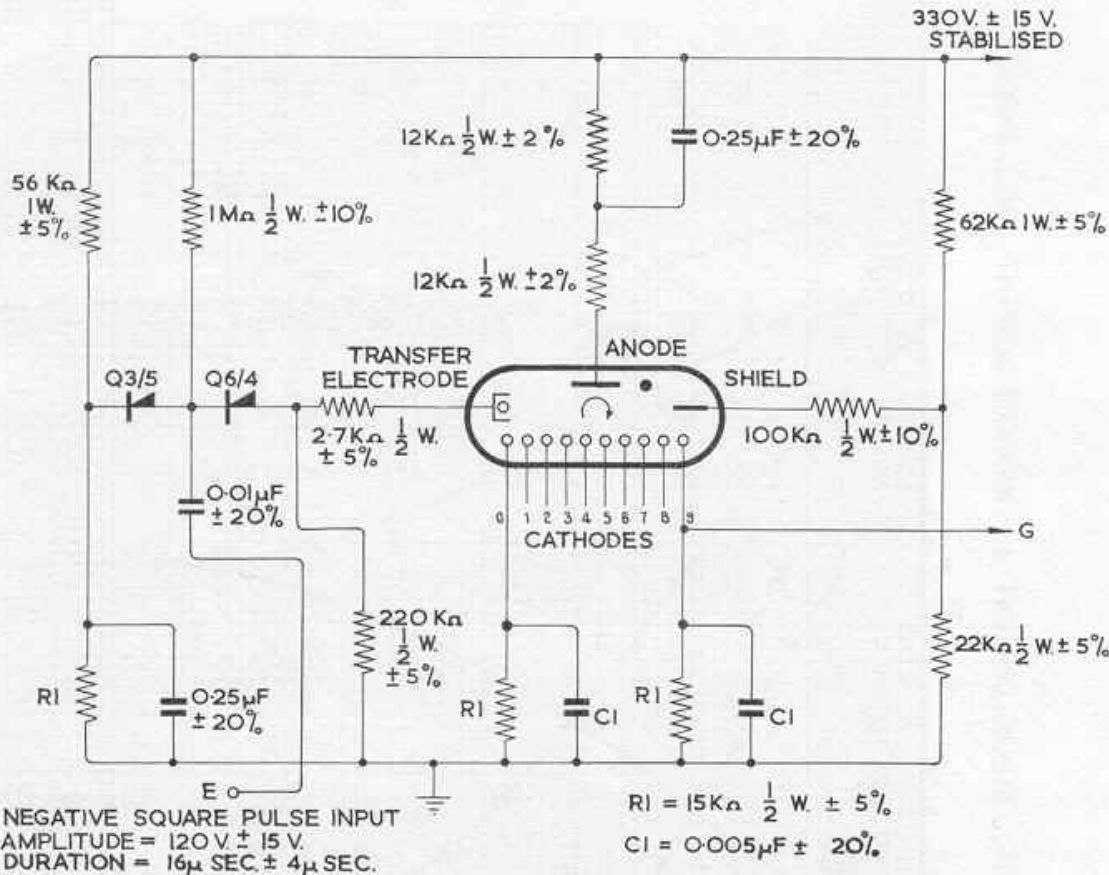 330V. ± 15 V.
STABILISED
12KΩ 1/2 W. ± 2%
0·25µF ± 20%
56 KΩ
1W.
±5%
1MΩ 1/2 W. ±10%
62KΩ 1W. ± 5%
12KΩ 1/2 W. ± 2%
TRANSFER
ELECTRODE
ANODE
SHIELD
Q3/5
Q6/4
2·7KΩ 1/2 W.
± 5%
100KΩ 1/2 W. ± 10%
0·01µF
± 20%
0 1 2 3 4 5 6 7 8 9
CATHODES
G
220 KΩ
1/2 W.
± 5%
22KΩ 1/2 W. ± 5%
R1
0·25µF
± 20%
R1
C1
R1
C1
E
NEGATIVE SQUARE PULSE INPUT
AMPLITUDE = 120 V. ± 15 V.
DURATION = 16µ SEC. ± 4µ SEC.
R1 = 15KΩ 1/2 W. ± 5%
C1 = 0·005µF ± 20%